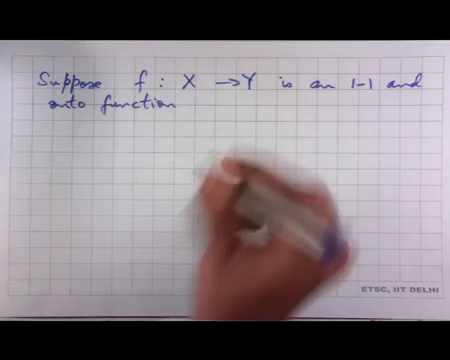 Suppose f : X → Y is an 1-1 and
onto function
ETSC, IIT DELHI